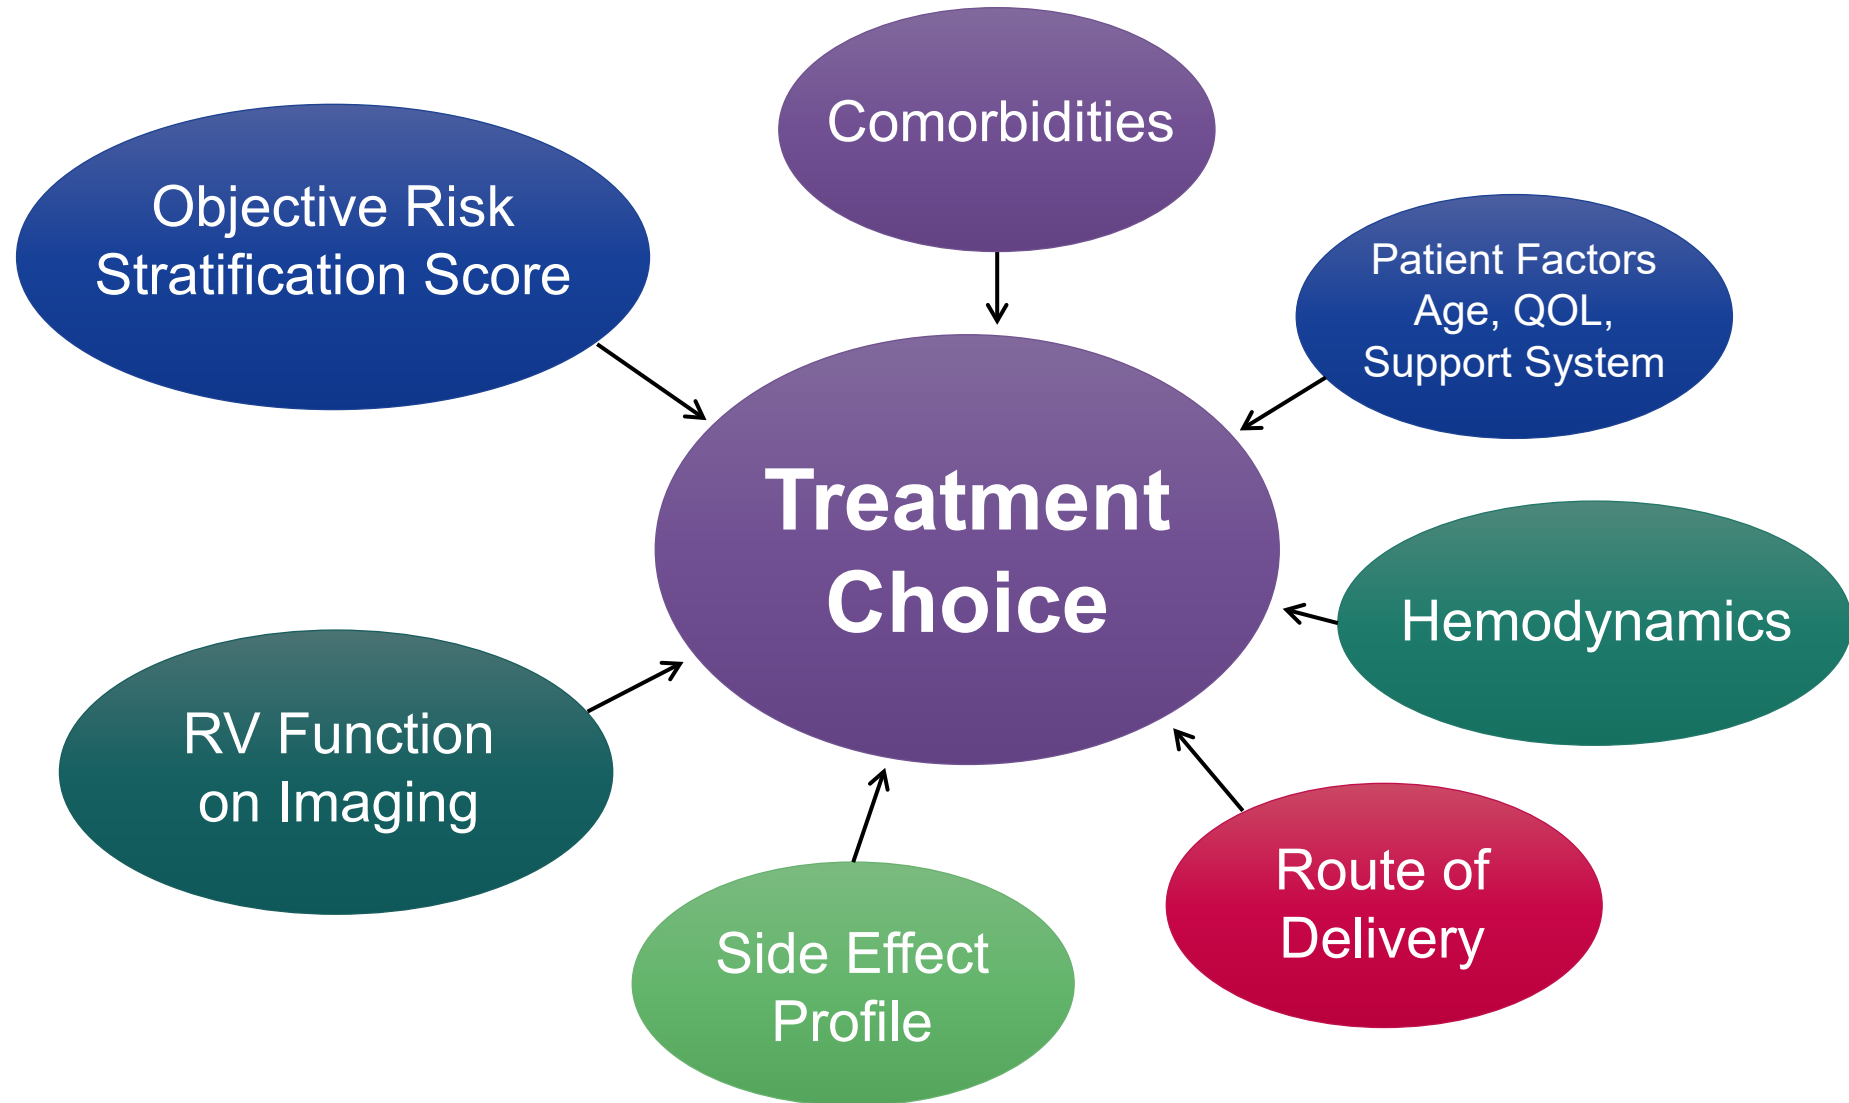 Comorbidities
Objective Risk
Stratification Score
Patient Factors
Age, QOL,
Support System
Treatment
Choice
Hemodynamics
RV Function
on Imaging
Route of
Delivery
Side Effect
Profile